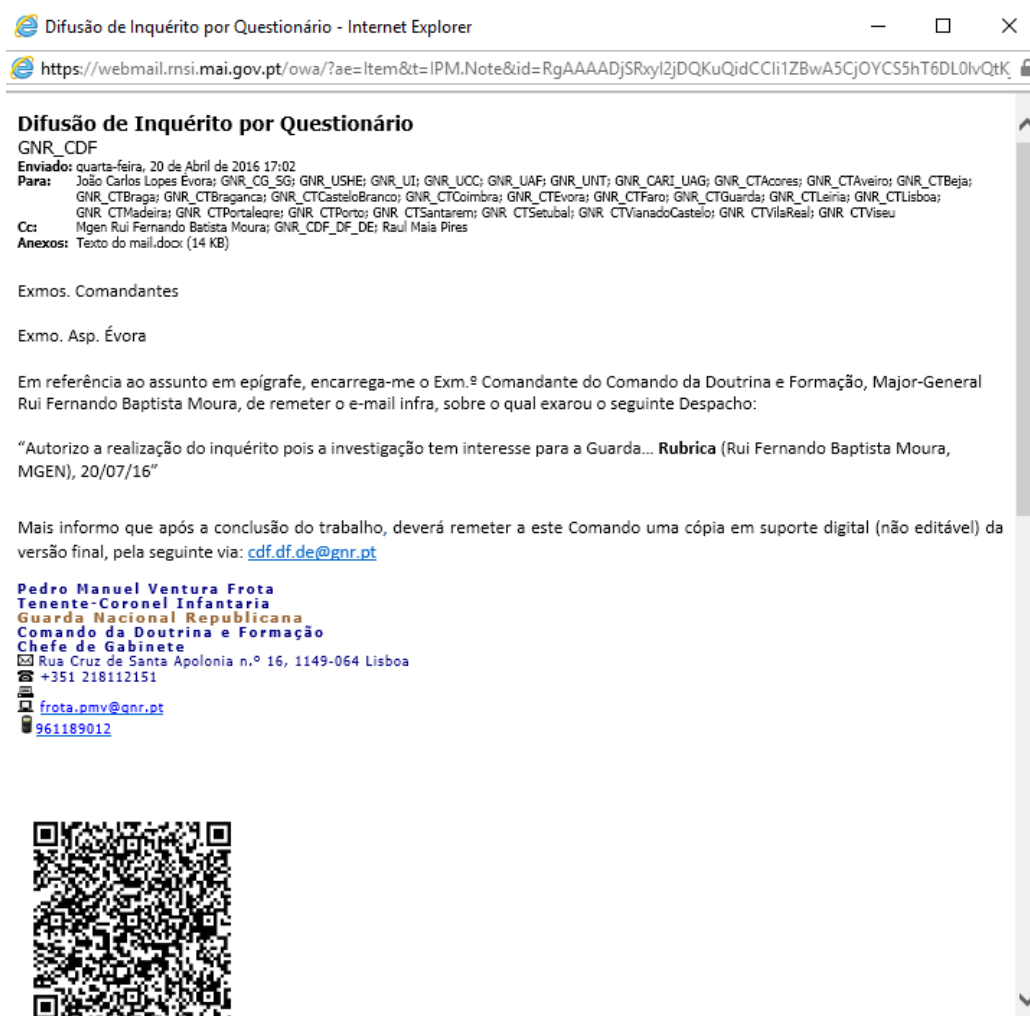 Difusão de Inquérito por Questionário - Internet Explorer
https://webmail.rnsi.mai.gov.pt/owa/?ae=Item&t=IPM.Note&id=
Difusão de Inquérito por Questionário
GNR_CDF
Enviado: quarta-feira, 20 de Abril de 2016 17:02
Para: João Carlos Lopes Évora; GNR_CG_SG; GNR_USHE; GNR_UI; GNR_UCC; GNR_UAF; GNR_UNT; GNR_CARI_UAG; GNR_CTAcores; GNR_CTAveiro; GNR_CTBeja;
GNR_CTBraga; GNR_CTBraganca; GNR_CTCasteloBranco; GNR_CTCoimbra; GNR_CTEvora; GNR_CTFaro; GNR_CTGuarda; GNR_CTLeiria; GNR_CTLisboa;
GNR_CTMadeira; GNR_CTPortalegre; GNR_CTPorto; GNR_CTSantarem; GNR_CTSetubal; GNR_CTVianadoCastelo; GNR_CTVilaReal; GNR_CTViseu
Cc: Mgen Rui Fernando Batista Moura; GNR_CDF_DF_DE; Raul Maia Pires
Anexos: Texto do mail.docx (14 KB)
Exmos. Comandantes
Exmo. Asp. Évora
Em referência ao assunto em epígrafe, encarrega-me o Exm.º Comandante do Comando da Doutrina e Formação, Major-General
Rui Fernando Baptista Moura, de remeter o e-mail infra, sobre o qual exarou o seguinte Despacho:
“Autorizo a realização do inquérito pois a investigação tem interesse para a Guarda... Rubrica (Rui Fernando Baptista Moura,
MGEN), 20/07/16”
Mais informo que após a conclusão do trabalho, deverá remeter a este Comando uma cópia em suporte digital (não editável) da
versão final, pela seguinte via: cdf.df.de@gnr.pt
Pedro Manuel Ventura Frota
Tenente-Coronel Infantaria
Guarda Nacional Republicana
Comando da Doutrina e Formação
Chefe de Gabinete
Rua Cruz de Santa Apolonia n.º 16, 1149-064 Lisboa
+351 218112151
frota.pmv@gnr.pt
961189012